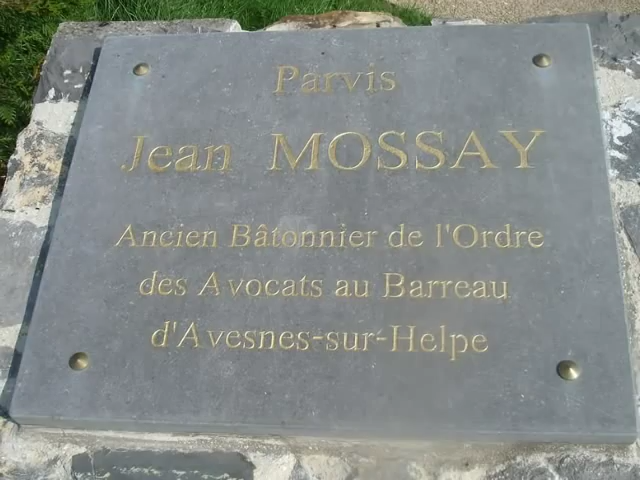 Parvis
Jean MOSSAY
Ancien Bâtonnier de l'Ordre
des Avocats au Barreau
d'Avesnes-sur-Helpe